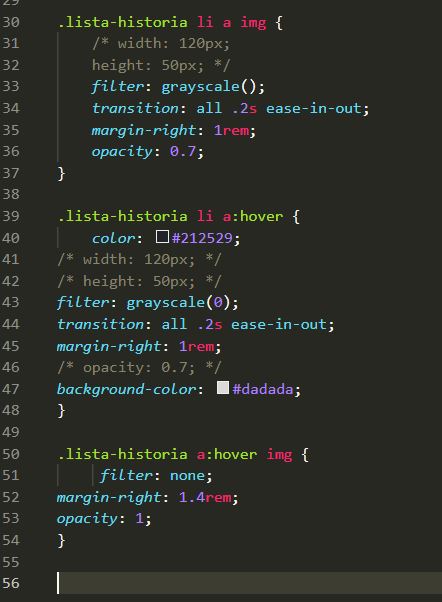 29
30 .lista-historia li a img {
31 /* width: 120px;
32 height: 50px; */
33 filter: grayscale();
34 transition: all .2s ease-in-out;
35 margin-right: 1rem;
36 opacity: 0.7;
37 }
38
39 .lista-historia li a:hover {
40 color: #212529;
41 /* width: 120px; */
42 /* height: 50px; */
43 filter: grayscale(0);
44 transition: all .2s ease-in-out;
45 margin-right: 1rem;
46 /* opacity: 0.7; */
47 background-color: #dadada;
48 }
49
50 .lista-historia a:hover img {
51 filter: none;
52 margin-right: 1.4rem;
53 opacity: 1;
54 }
55
56